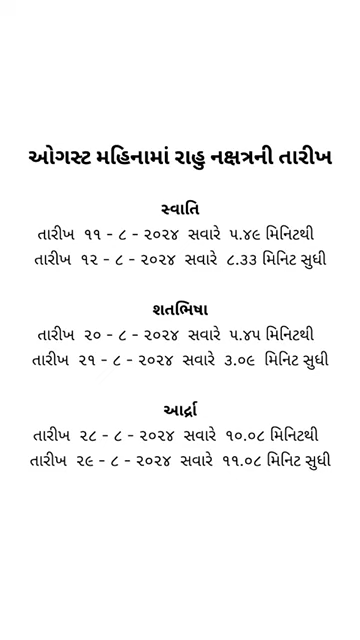 ઓગસ્ટ મહિનામાં રાહુ નક્ષત્રની તારીખ
સ્વાતિ
તારીખ ૧૧ - ૮ - ૨૦૨૪ સવારે ૫.૪૯ મિનિટથી
તારીખ ૧૨ - ૮ - ૨૦૨૪ સવારે ૮.૩૩ મિનિટ સુધી
શતભિષા
તારીખ ૨૦ - ૮ - ૨૦૨૪ સવારે ૫.૪૫ મિનિટથી
તારીખ ૨૧ - ૮ - ૨૦૨૪ સવારે ૩.૦૯ મિનિટ સુધી
આર્દ્રા
તારીખ ૨૮ - ૮ - ૨૦૨૪ સવારે ૧૦.૦૮ મિનિટથી
તારીખ ૨૯ - ૮ - ૨૦૨૪ સવારે ૧૧.૦૮ મિનિટ સુધી